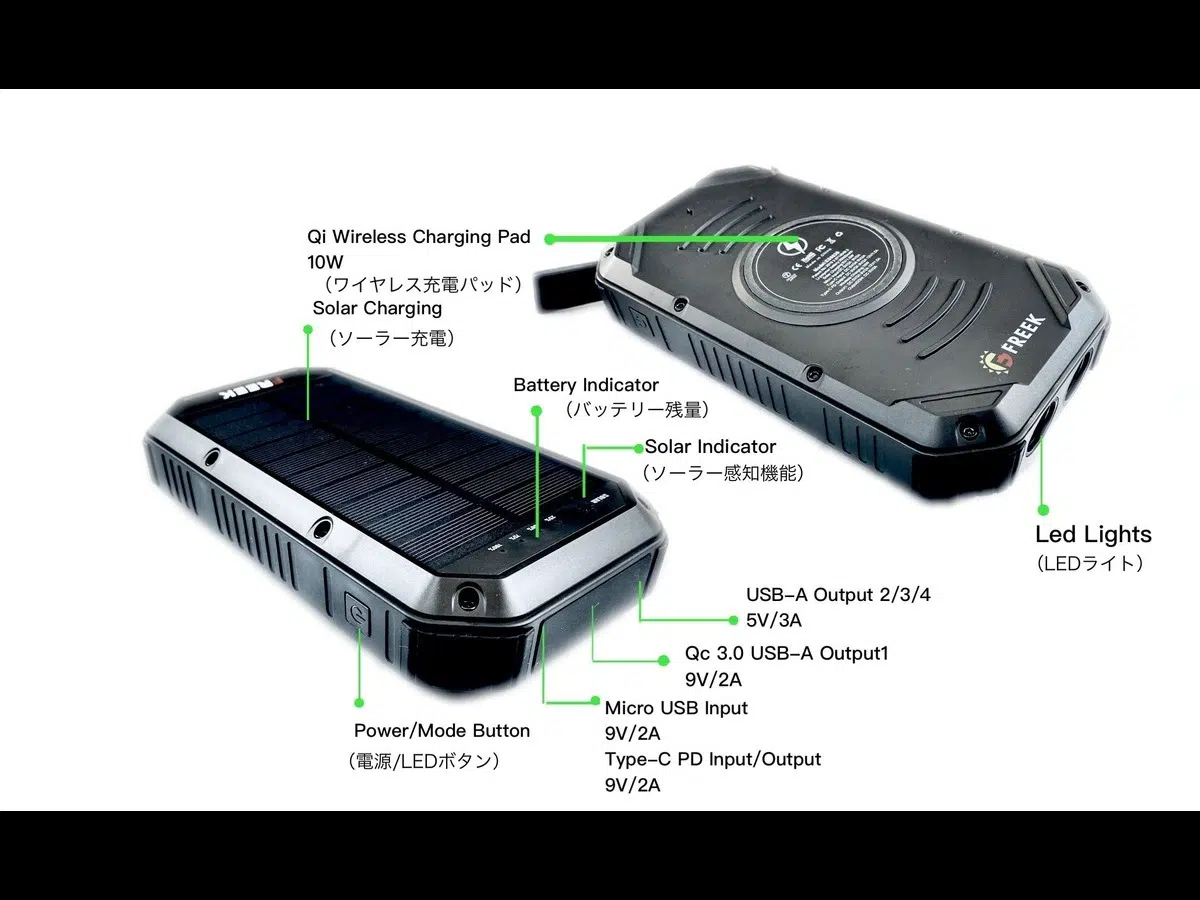 Qi Wireless Charging Pad
10W
（ワイヤレス充電パッド）
Solar Charging
（ソーラー充電）
Battery Indicator
（バッテリー残量）
Solar Indicator
（ソーラー感知機能）
FREEK
FREEK
Led Lights
（LEDライト）
USB-A Output 2/3/4
5V/3A
Qc 3.0 USB-A Output1
9V/2A
Micro USB Input
9V/2A
Type-C PD Input/Output
9V/2A
Power/Mode Button
（電源/LEDボタン）